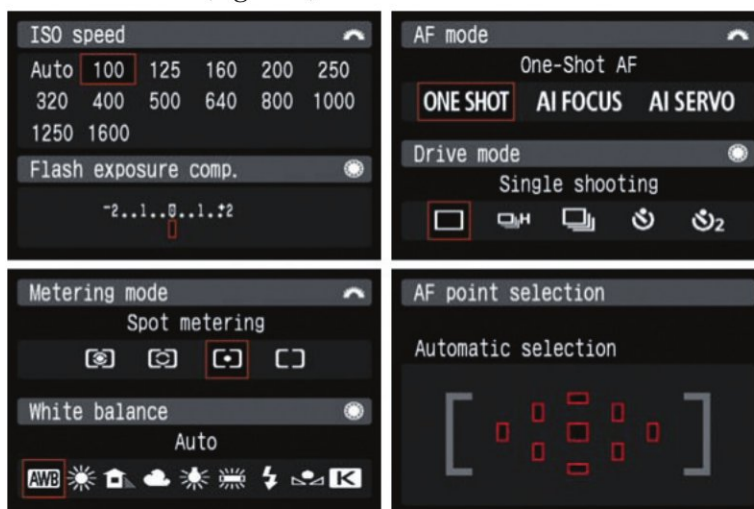 ISO speed
Auto 100 125 160 200 250
320 400 500 640 800 1000
1250 1600
Flash exposure comp.
-2..1..0..1.:+2
AF mode
One-Shot AF
ONE SHOT AI FOCUS AI SERVO
Drive mode
Single shooting
H
2
Metering mode
Spot metering
White balance
Auto
AWB K
AF point selection
Automatic selection